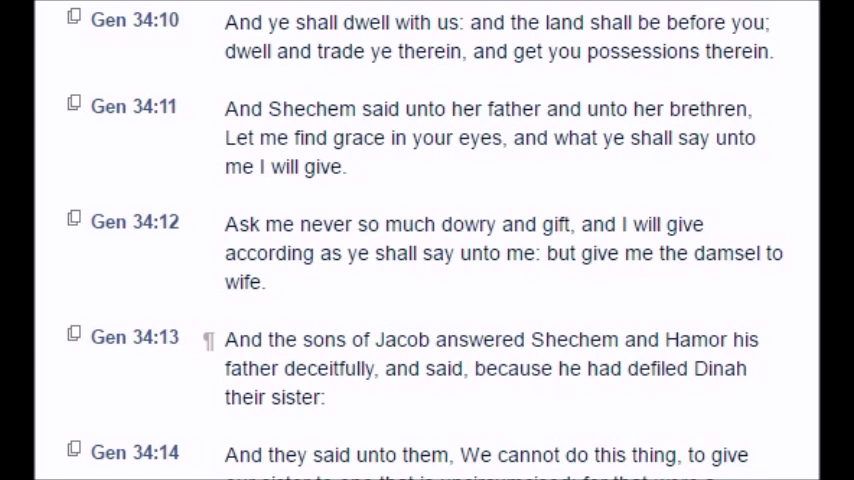 Gen 34:10 And ye shall dwell with us: and the land shall be before you;
dwell and trade ye therein, and get you possessions therein.
Gen 34:11 And Shechem said unto her father and unto her brethren,
Let me find grace in your eyes, and what ye shall say unto
me I will give.
Gen 34:12 Ask me never so much dowry and gift, and I will give
according as ye shall say unto me: but give me the damsel to
wife.
Gen 34:13 ¶ And the sons of Jacob answered Shechem and Hamor his
father deceitfully, and said, because he had defiled Dinah
their sister:
Gen 34:14 And they said unto them, We cannot do this thing, to give